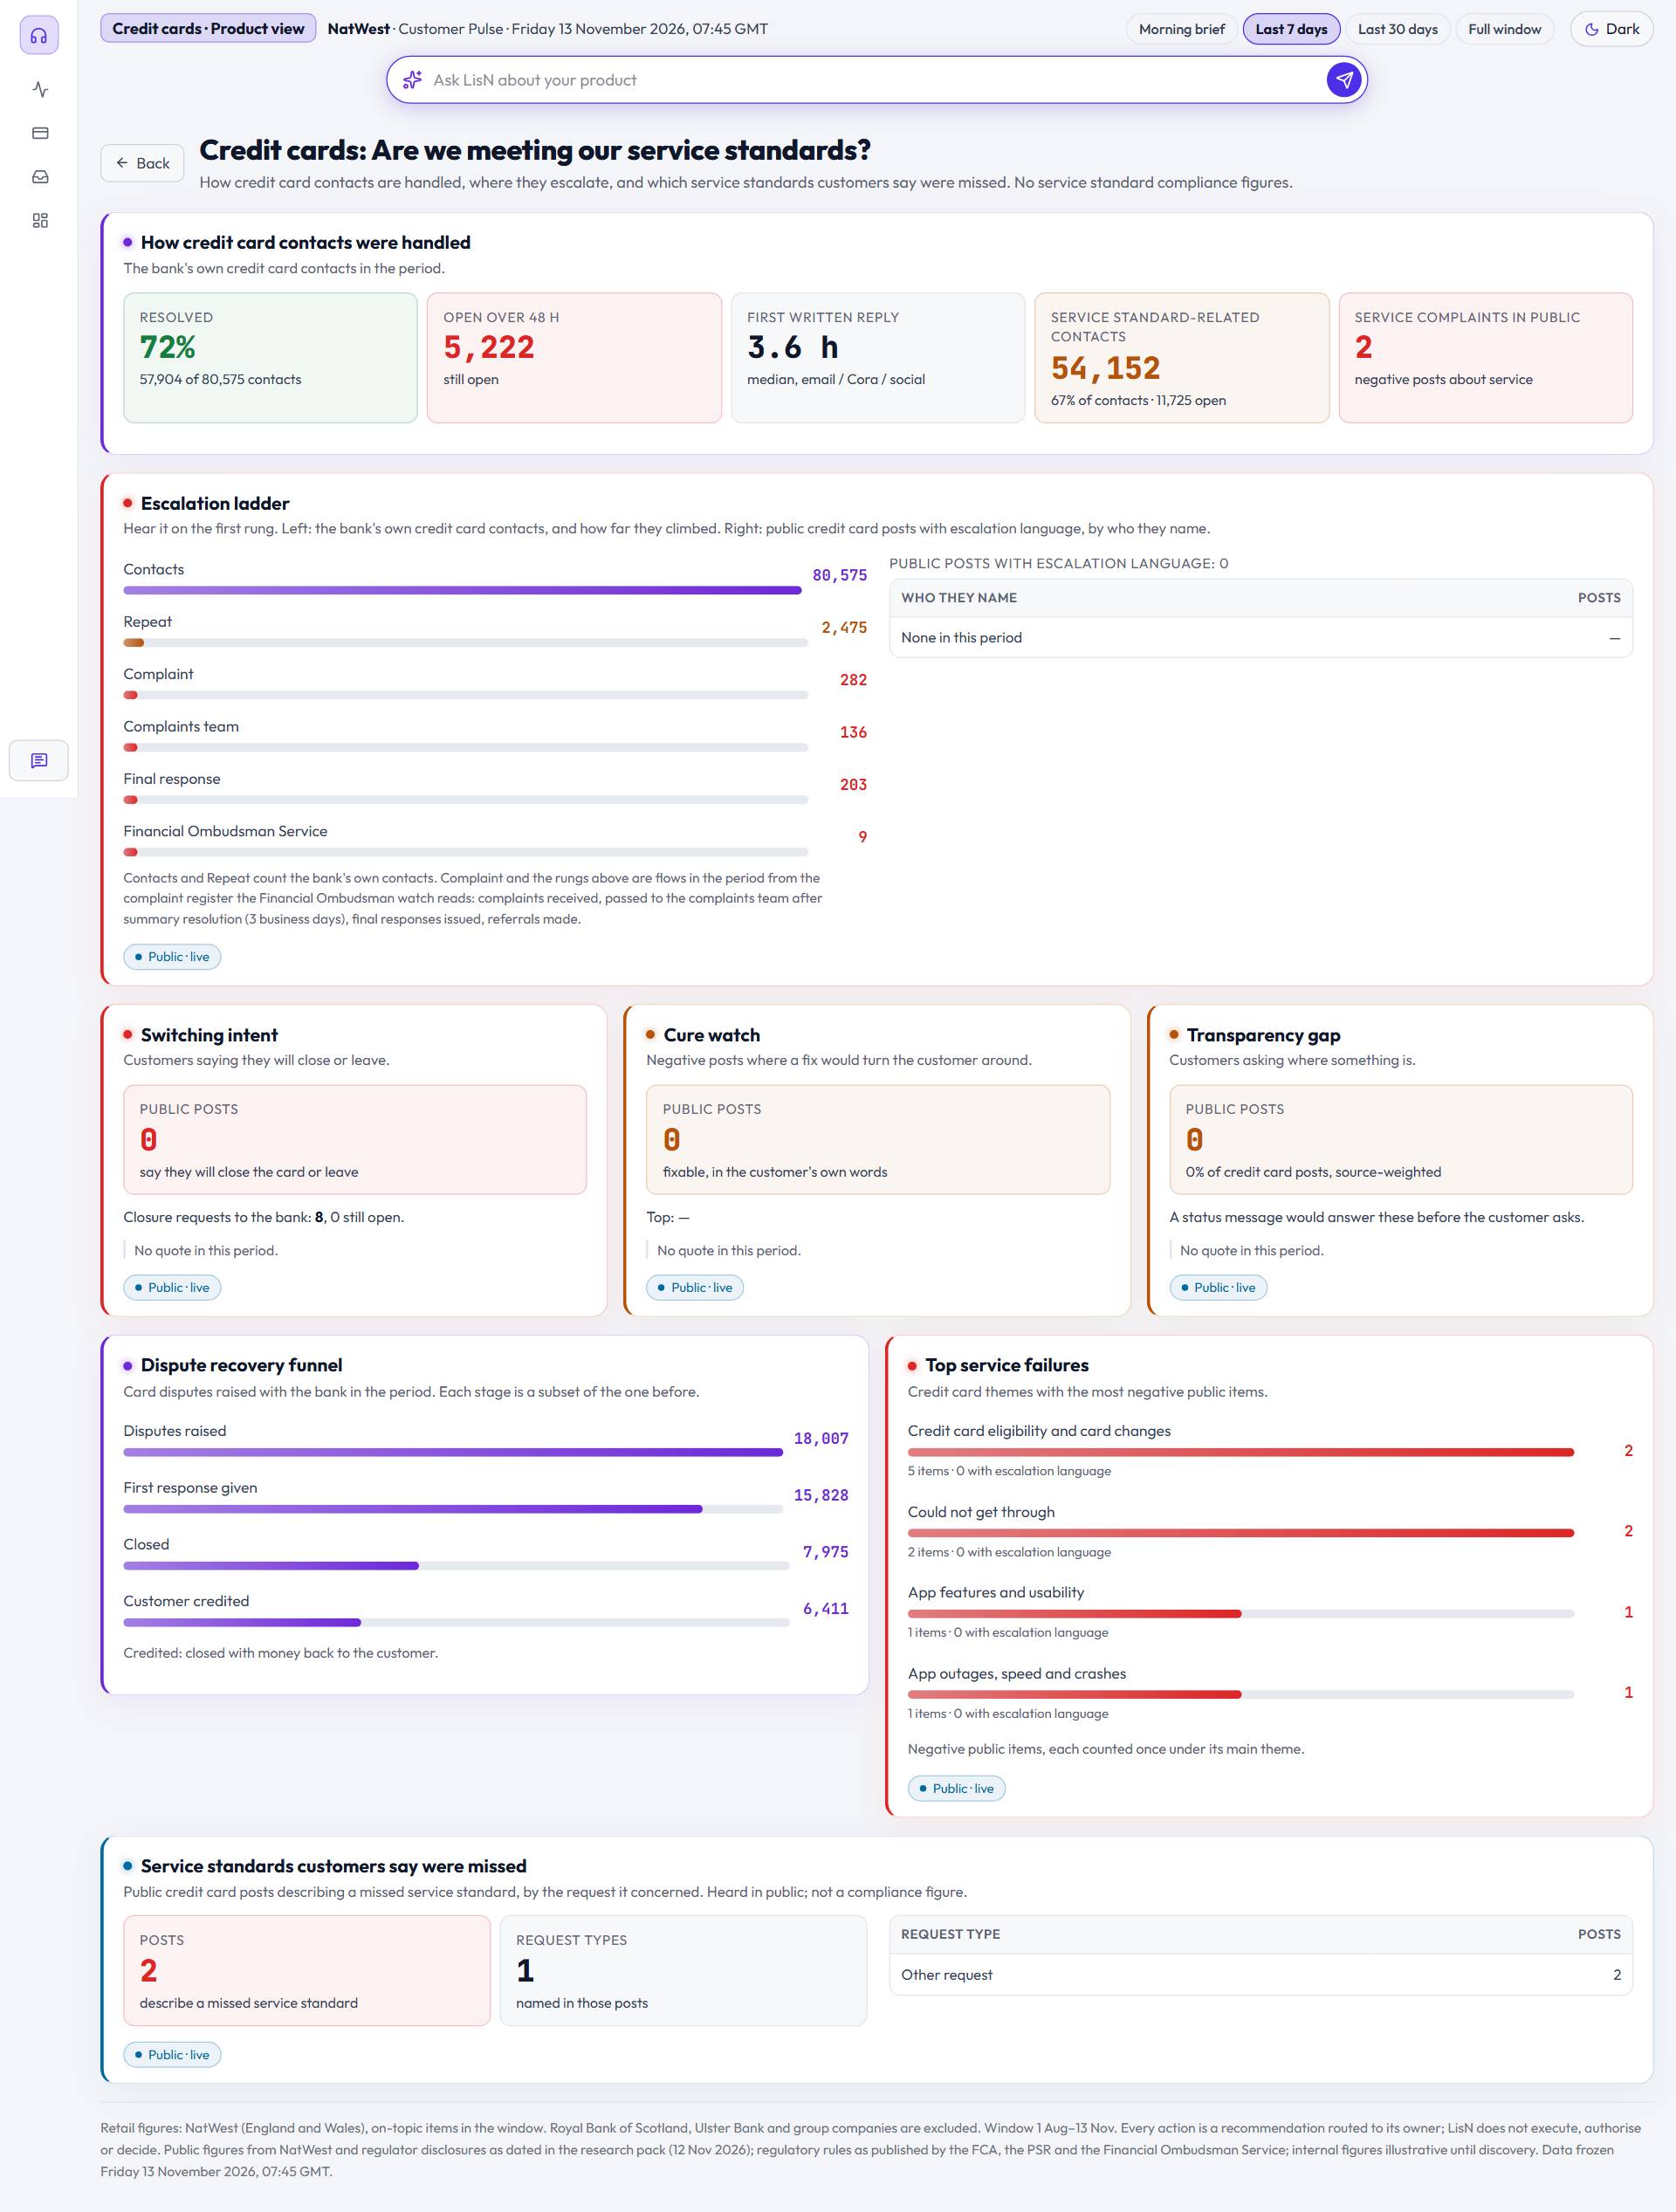 Credit cards · Product view
NatWest · Customer Pulse · Friday 13 November 2026, 07:45 GMT
Morning brief
Last 7 days
Last 30 days
Full window
Dark
Ask LisN about your product
Back
Credit cards: Are we meeting our service standards?
How credit card contacts are handled, where they escalate, and which service standards customers say were missed. No service standard compliance figures.
How credit card contacts were handled
The bank's own credit card contacts in the period.
RESOLVED
72%
57,904 of 80,575 contacts
OPEN OVER 48 H
5,222
still open
FIRST WRITTEN REPLY
3.6 h
median, email / Cora / social
SERVICE STANDARD-RELATED
CONTACTS
54,152
67% of contacts · 11,725 open
SERVICE COMPLAINTS IN PUBLIC
2
negative posts about service
Escalation ladder
Hear it on the first rung. Left: the bank's own credit card contacts, and how far they climbed. Right: public credit card posts with escalation language, by who they name.
Contacts
80,575
Repeat
2,475
Complaint
282
Complaints team
136
Final response
203
Financial Ombudsman Service
9
Contacts and Repeat count the bank's own contacts. Complaint and the rungs above are flows in the period from the
complaint register the Financial Ombudsman watch reads: complaints received, passed to the complaints team after
summary resolution (3 business days), final responses issued, referrals made.
Public · live
PUBLIC POSTS WITH ESCALATION LANGUAGE: 0
WHO THEY NAME POSTS
None in this period —
Switching intent
Customers saying they will close or leave.
PUBLIC POSTS
0
say they will close the card or leave
Closure requests to the bank: 8, 0 still open.
No quote in this period.
Public · live
Cure watch
Negative posts where a fix would turn the customer around.
PUBLIC POSTS
0
fixable, in the customer's own words
Top: —
No quote in this period.
Public · live
Transparency gap
Customers asking where something is.
PUBLIC POSTS
0
0% of credit card posts, source-weighted
A status message would answer these before the customer asks.
No quote in this period.
Public · live
Dispute recovery funnel
Card disputes raised with the bank in the period. Each stage is a subset of the one before.
Disputes raised
18,007
First response given
15,828
Closed
7,975
Customer credited
6,411
Credited: closed with money back to the customer.
Top service failures
Credit card themes with the most negative public items.
Credit card eligibility and card changes
2
5 items · 0 with escalation language
Could not get through
2
2 items · 0 with escalation language
App features and usability
1
1 items · 0 with escalation language
App outages, speed and crashes
1
1 items · 0 with escalation language
Negative public items, each counted once under its main theme.
Public · live
Service standards customers say were missed
Public credit card posts describing a missed service standard, by the request it concerned. Heard in public; not a compliance figure.
POSTS
2
describe a missed service standard
REQUEST TYPES
1
named in those posts
REQUEST TYPE POSTS
Other request 2
Public · live
Retail figures: NatWest (England and Wales), on-topic items in the window. Royal Bank of Scotland, Ulster Bank and group companies are excluded. Window 1 Aug–13 Nov. Every action is a recommendation routed to its owner; LisN does not execute, authorise
or decide. Public figures from NatWest and regulator disclosures as dated in the research pack (12 Nov 2026); regulatory rules as published by the FCA, the PSR and the Financial Ombudsman Service; internal figures illustrative until discovery. Data frozen
Friday 13 November 2026, 07:45 GMT.